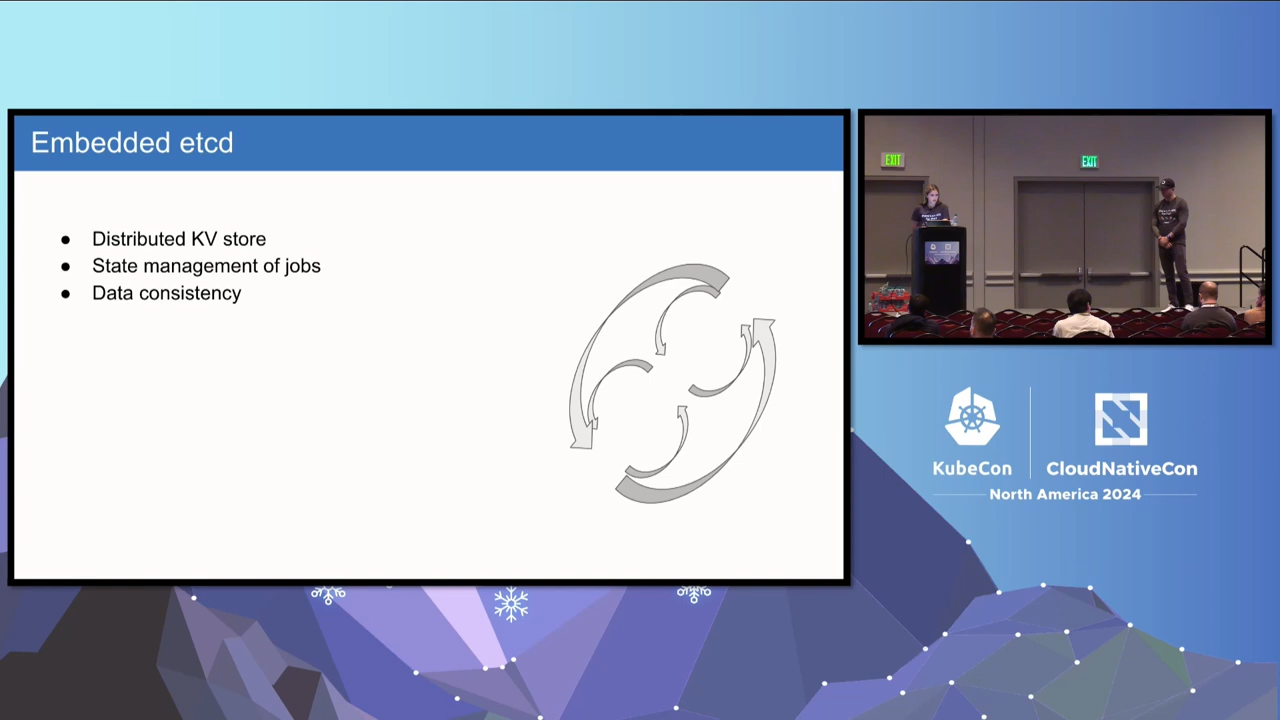 Embedded etcd
● Distributed KV store
● State management of jobs
● Data consistency
EXIT
EXIT
KubeCon
CloudNativeCon
North America 2024